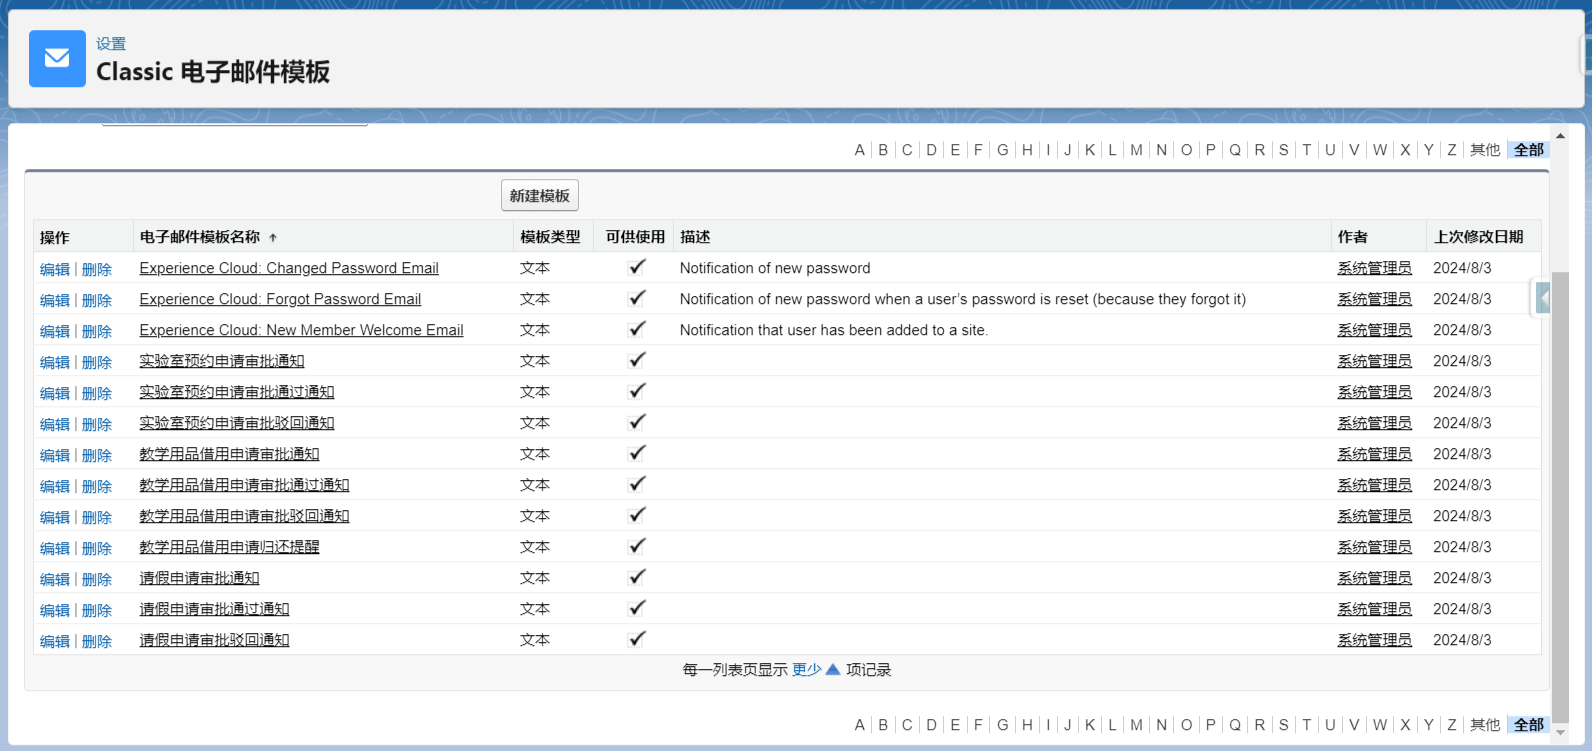 设置
Classic 电子邮件模板
A | B | C | D | E | F | G | H | I | J | K | L | M | N | O | P | Q | R | S | T | U | V | W | X | Y | Z | 其他 | 全部
新建模板
操作 电子邮件模板名称 ↑ 模板类型 可供使用 描述 作者 上次修改日期
编辑 | 删除 Experience Cloud: Changed Password Email 文本 Notification of new password 系统管理员 2024/8/3
编辑 | 删除 Experience Cloud: Forgot Password Email 文本 Notification of new password when a user’s password is reset (because they forgot it) 系统管理员 2024/8/3
编辑 | 删除 Experience Cloud: New Member Welcome Email 文本 Notification that user has been added to a site. 系统管理员 2024/8/3
编辑 | 删除 实验室预约申请审批通知 文本 系统管理员 2024/8/3
编辑 | 删除 实验室预约申请审批通过通知 文本 系统管理员 2024/8/3
编辑 | 删除 实验室预约申请审批驳回通知 文本 系统管理员 2024/8/3
编辑 | 删除 教学用品借用申请审批通知 文本 系统管理员 2024/8/3
编辑 | 删除 教学用品借用申请审批通过通知 文本 系统管理员 2024/8/3
编辑 | 删除 教学用品借用申请审批驳回通知 文本 系统管理员 2024/8/3
编辑 | 删除 教学用品借用申请归还提醒 文本 系统管理员 2024/8/3
编辑 | 删除 请假申请审批通知 文本 系统管理员 2024/8/3
编辑 | 删除 请假申请审批通过通知 文本 系统管理员 2024/8/3
编辑 | 删除 请假申请审批驳回通知 文本 系统管理员 2024/8/3
每一列表页显示 更少 项记录
A | B | C | D | E | F | G | H | I | J | K | L | M | N | O | P | Q | R | S | T | U | V | W | X | Y | Z | 其他 | 全部